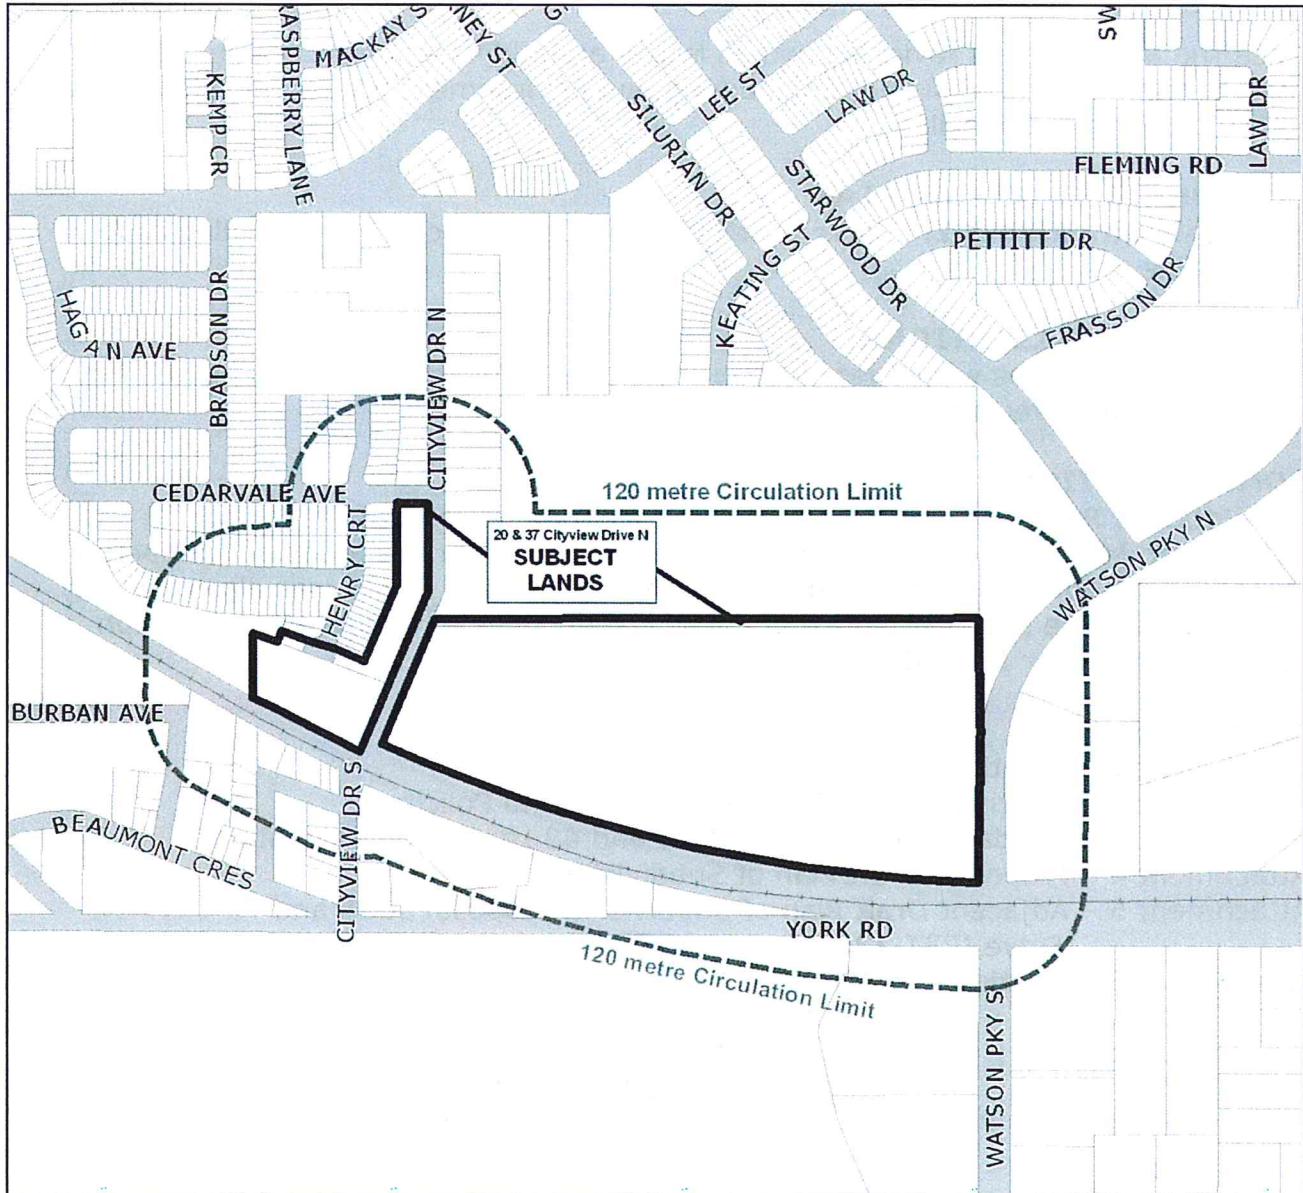 MACKAY S
RASPBERRY LANE
NEY ST
KEMP CR
SILURIAN DR
LEE ST
LAW DR
SW
LAW DR
FLEMING RD
STARWOOD DR
PETTITT DR
KEATING ST
FRASSON DR
HAGAN AVE
BRADSON DR
CITYVIEW DR N
CEDARVALE AVE
120 metre Circulation Limit
20 & 37 Cityview Drive N
SUBJECT
LANDS
HENRY CRT
WATSON PKY N
BURBAN AVE
BEAUMONT CRES
CITYVIEW DR S
YORK RD
120 metre Circulation Limit
WATSON PKY S